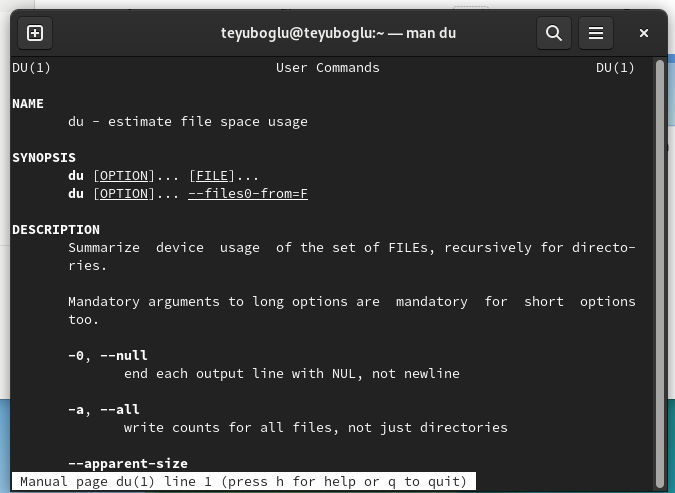 teyuboglu@teyuboglu:~ — man du
DU(1) User Commands DU(1)
NAME
du - estimate file space usage
SYNOPSIS
du [OPTION]... [FILE]...
du [OPTION]... --files0-from=F
DESCRIPTION
Summarize device usage of the set of FILEs, recursively for directo-
ries.
Mandatory arguments to long options are mandatory for short options
too.
-0, --null
end each output line with NUL, not newline
-a, --all
write counts for all files, not just directories
--apparent-size
Manual page du(1) line 1 (press h for help or q to quit)